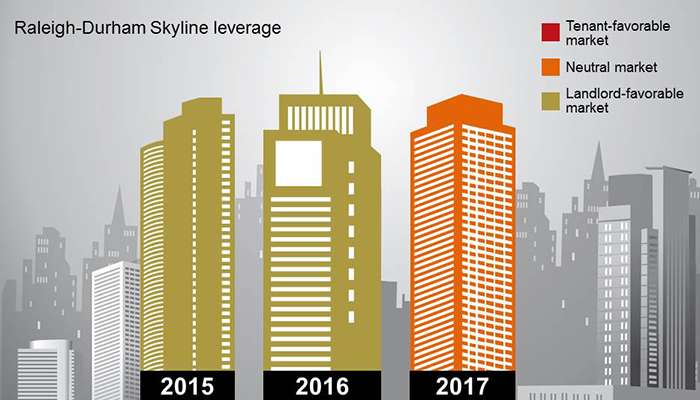 Raleigh-Durham Skyline leverage
Tenant-favorable
market
Neutral market
Landlord-favorable
market
2015
2016
2017